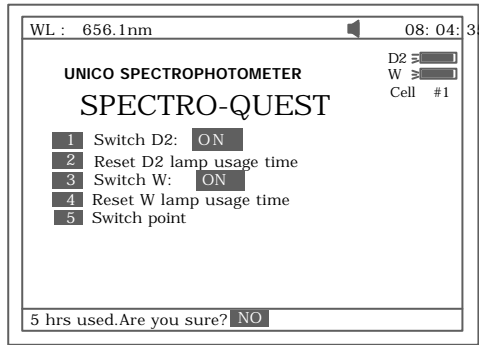 WL : 656.1nm 08: 04: 35
D2
UNICO SPECTROPHOTOMETER W
SPECTRO-QUEST Cell #1
1 Switch D2: ON
2 Reset D2 lamp usage time
3 Switch W: ON
4 Reset W lamp usage time
5 Switch point
5 hrs used.Are you sure? NO